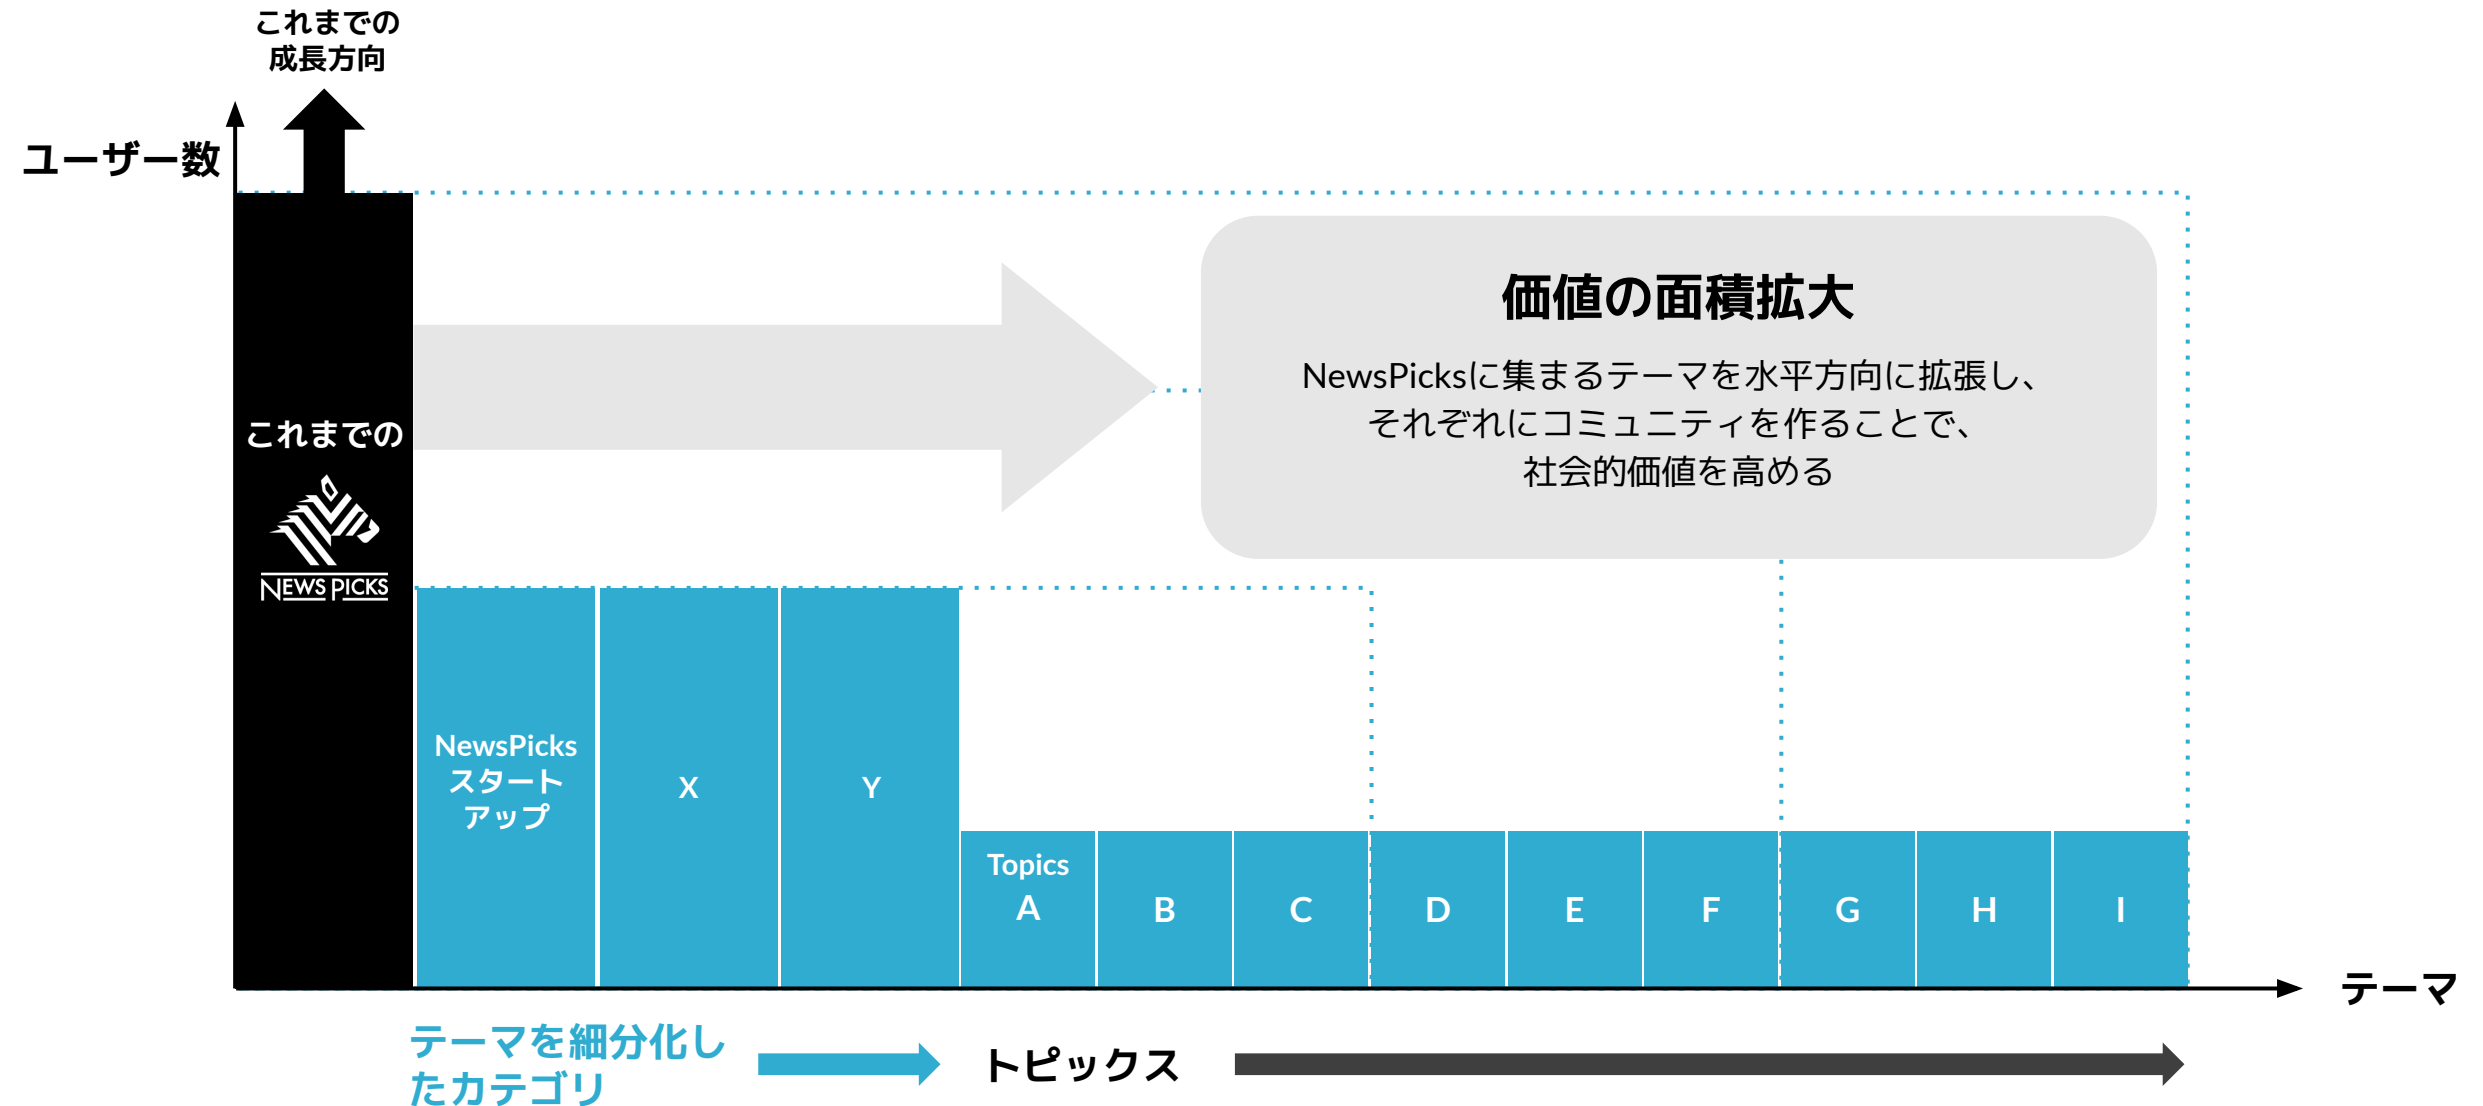 これまでの
成長方向
ユーザー数
価値の面積拡大
NewsPicksに集まるテーマを水平方向に拡張し、
それぞれにコミュニティを作ることで、
社会的価値を高める
これまでの
NEWS PICKS
NewsPicks
スタート
アップ
X
Y
Topics
A
B
C
D
E
F
G
H
I
テーマ
テーマを細分化し
たカテゴリ
トピックス